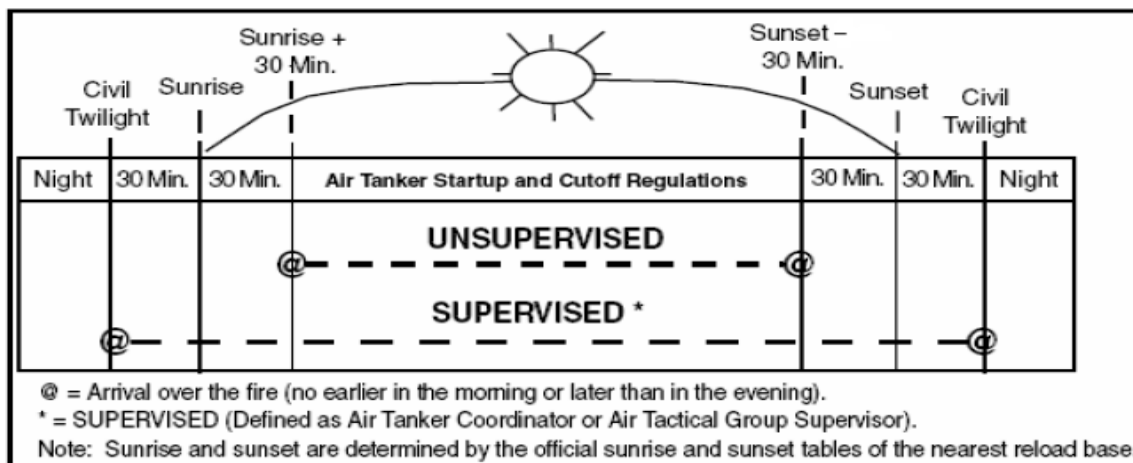 Sunrise +
30 Min.
Sunset –
30 Min.
Civil
Twilight
Sunrise
Sunset
Civil
Twilight
Night 30 Min. 30 Min. Air Tanker Startup and Cutoff Regulations 30 Min. 30 Min. Night
UNSUPERVISED
@ @
SUPERVISED *
@ @
@ = Arrival over the fire (no earlier in the morning or later than in the evening).
* = SUPERVISED (Defined as Air Tanker Coordinator or Air Tactical Group Supervisor).
Note: Sunrise and sunset are determined by the official sunrise and sunset tables of the nearest reload base